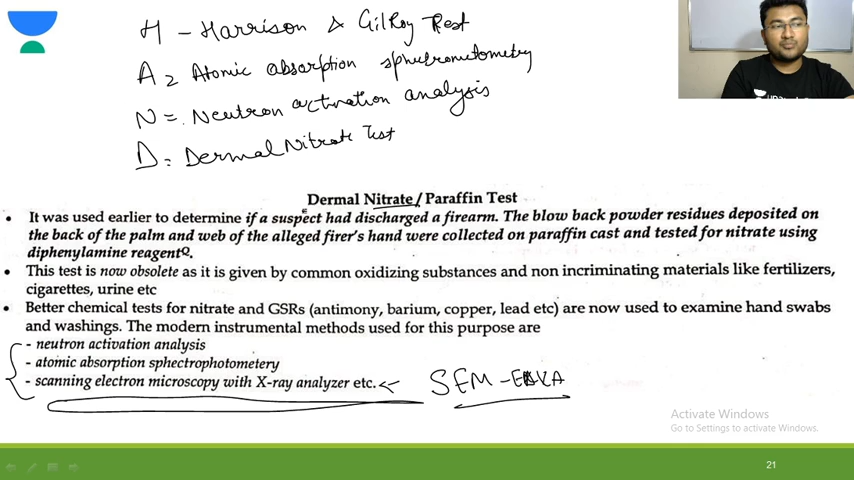 H - Harrison & Gilroy Test
A = Atomic absorption sphectrometometry
N = Neutron activation analysis
D = Dermal Nitrate Test
Dermal Nitrate/ Paraffin Test
• It was used earlier to determine if a suspect had discharged a firearm. The blow back powder residues deposited on
the back of the palm and web of the alleged firer's hand were collected on paraffin cast and tested for nitrate using
diphenylamine reagentQ.
• This test is now obsolete as it is given by common oxidizing substances and non incriminating materials like fertilizers,
cigarettes, urine etc
• Better chemical tests for nitrate and GSRs (antimony, barium, copper, lead etc) are now used to examine hand swabs
and washings. The modern instrumental methods used for this purpose are
- neutron activation analysis
- atomic absorption sphectrophotometery
- scanning electron microscopy with X-ray analyzer etc. SEM -
Activate Windows
Go to Settings to activate Windows.
21